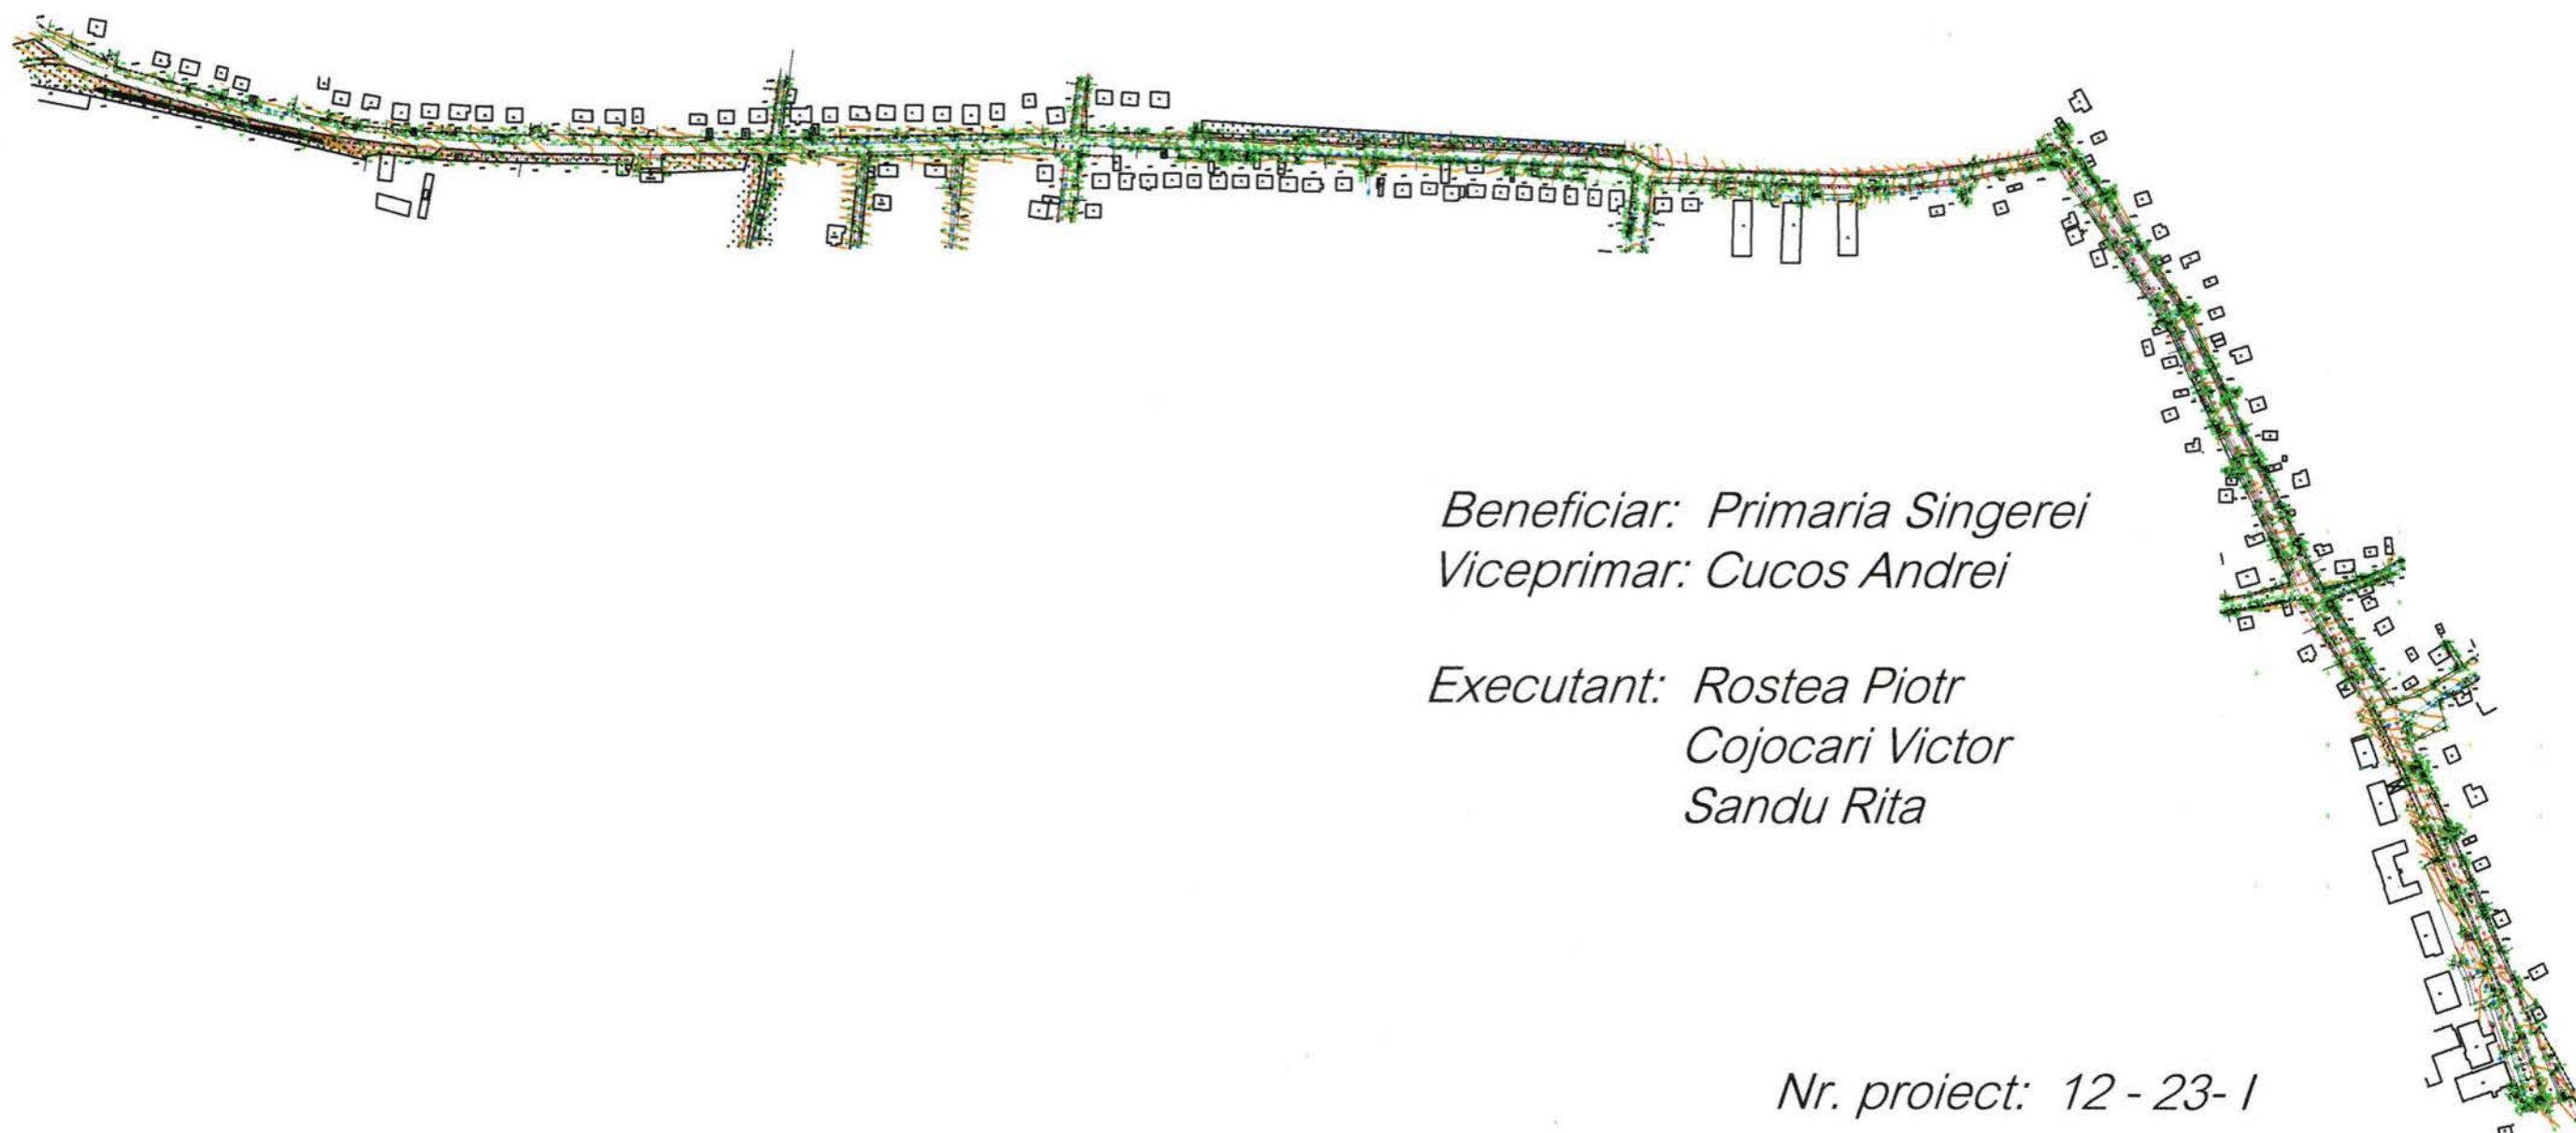 Beneficiar: Primaria Singerei
Viceprimar: Cucos Andrei
Executant: Rostea Piotr
Cojocari Victor
Sandu Rita
Nr. proiect: 12 - 23- I